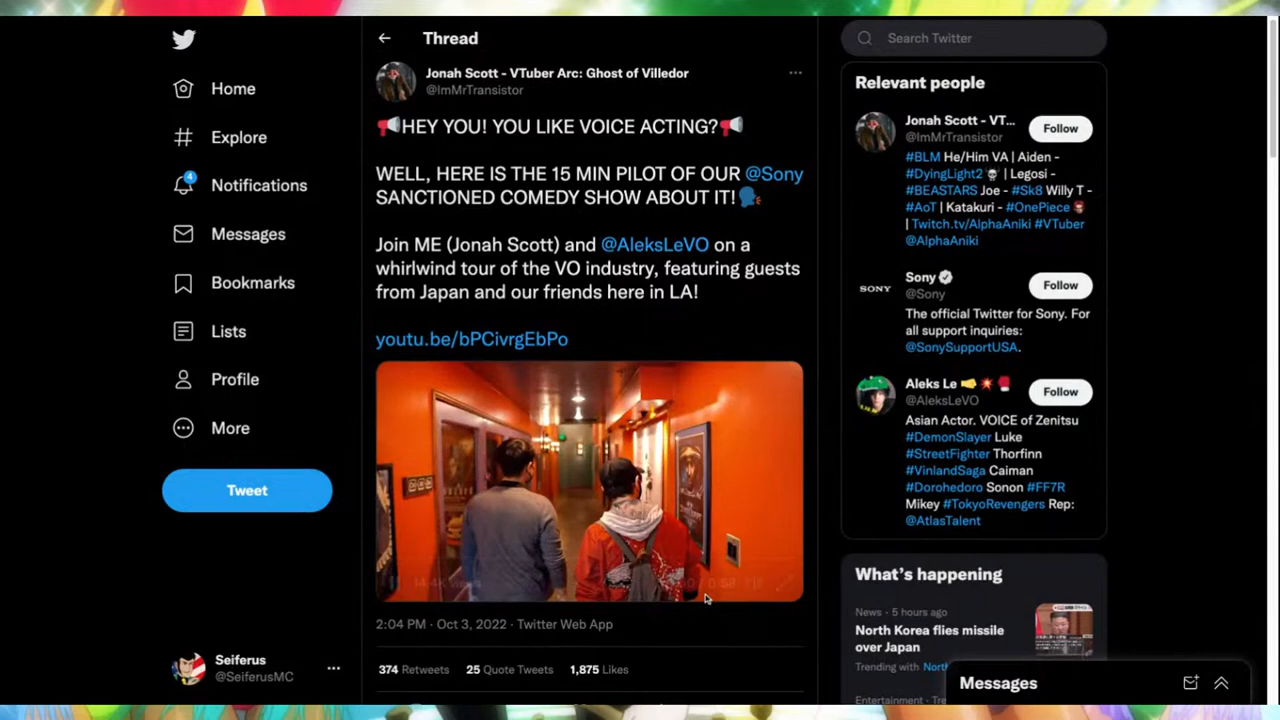 Home
Explore
4
Notifications
Messages
Bookmarks
Lists
Profile
More
Tweet
Seiferus
@SeiferusMC
Thread
Jonah Scott - VTuber Arc: Ghost of Villedor
@ImMrTransistor
📢HEY YOU! YOU LIKE VOICE ACTING?📢
WELL, HERE IS THE 15 MIN PILOT OF OUR @Sony
SANCTIONED COMEDY SHOW ABOUT IT!🗣
Join ME (Jonah Scott) and @AleksLeVO on a
whirlwind tour of the VO industry, featuring guests
from Japan and our friends here in LA!
youtu.be/bPCivrgEbPo
2:04 PM · Oct 3, 2022 · Twitter Web App
374 Retweets 25 Quote Tweets 1,875 Likes
Search Twitter
Relevant people
Jonah Scott - VT...
@ImMrTransistor
Follow
#BLM He/Him VA | Aiden -
#DyingLight2 💀 | Legosi -
#BEASTARS Joe - #Sk8 Willy T -
#AoT | Katakuri - #OnePiece
| Twitch.tv/AlphaAniki #VTuber
@AlphaAniki
SONY
Sony
@Sony
Follow
The official Twitter for Sony. For
all support inquiries:
@SonySupportUSA.
Aleks Le 🤜💥🥊
@AleksLeVO
Follow
Asian Actor. VOICE of Zenitsu
#DemonSlayer Luke
#StreetFighter Thorfinn
#VinlandSaga Caiman
#Dorohedoro Sonon #FF7R
Mikey #TokyoRevengers Rep:
@AtlasTalent
What's happening
News · 5 hours ago
North Korea flies missile
over Japan
Trending with North
Entertainment · Tre
Messages